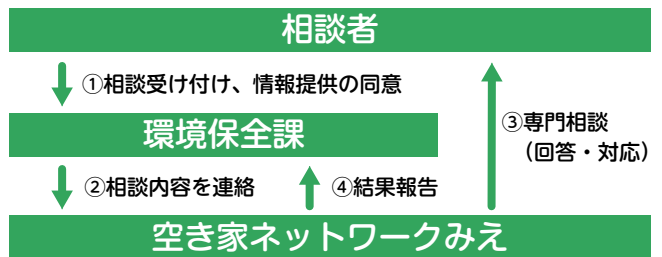 相談者
①相談受け付け、情報提供の同意
環境保全課
③専門相談
（回答・対応）
②相談内容を連絡
④結果報告
空き家ネットワークみえ